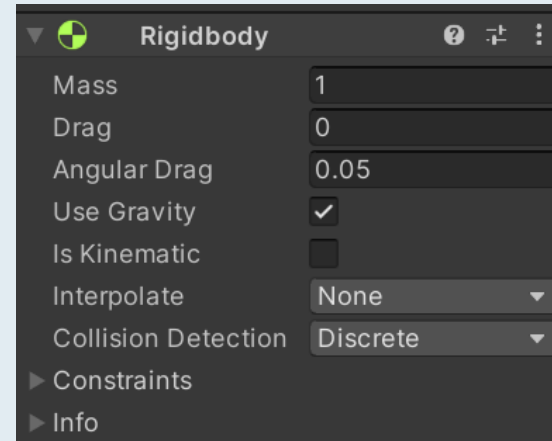 Rigidbody
Mass 1
Drag 0
Angular Drag 0.05
Use Gravity
Is Kinematic
Interpolate None
Collision Detection Discrete
Constraints
Info